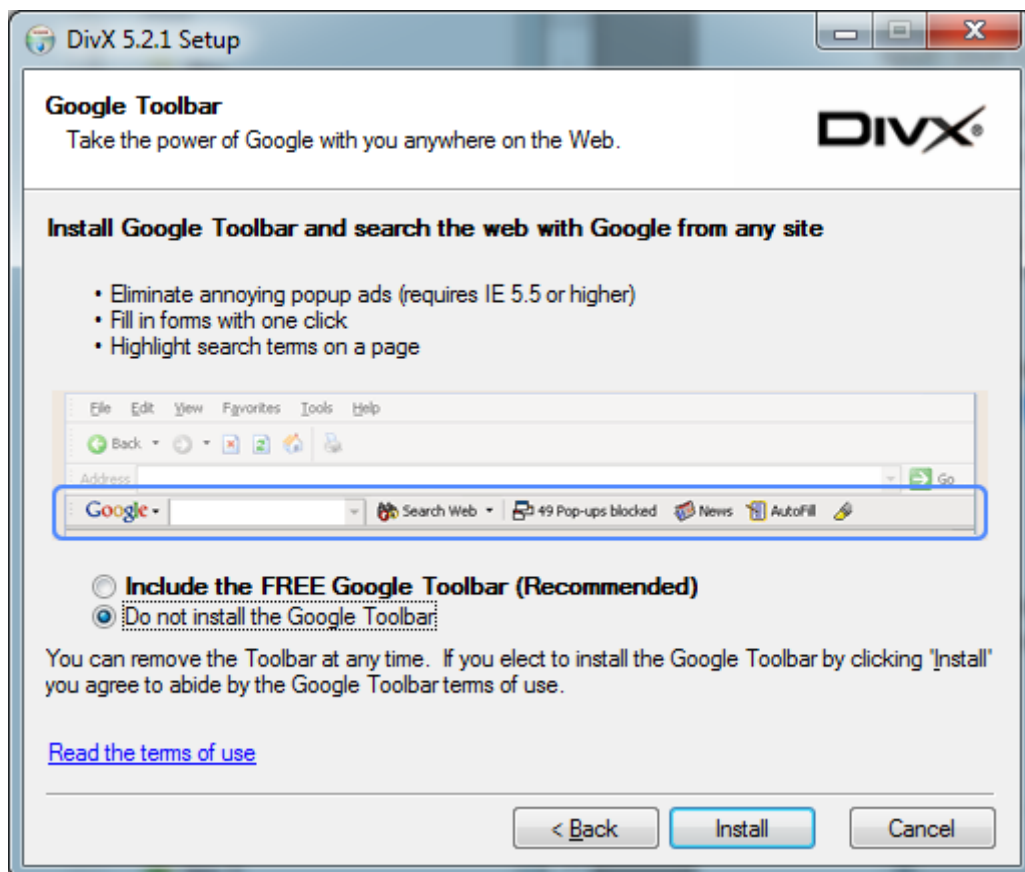 DivX 5.2.1 Setup
Google Toolbar
Take the power of Google with you anywhere on the Web.
DIVX®
Install Google Toolbar and search the web with Google from any site
• Eliminate annoying popup ads (requires IE 5.5 or higher)
• Fill in forms with one click
• Highlight search terms on a page
File Edit View Favorites Tools Help
Back
Address Go
Google Search Web 49 Pop-ups blocked News AutoFill
Include the FREE Google Toolbar (Recommended)
Do not install the Google Toolbar
You can remove the Toolbar at any time.  If you elect to install the Google Toolbar by clicking "Install"
you agree to abide by the Google Toolbar terms of use.
Read the terms of use
< Back Install Cancel